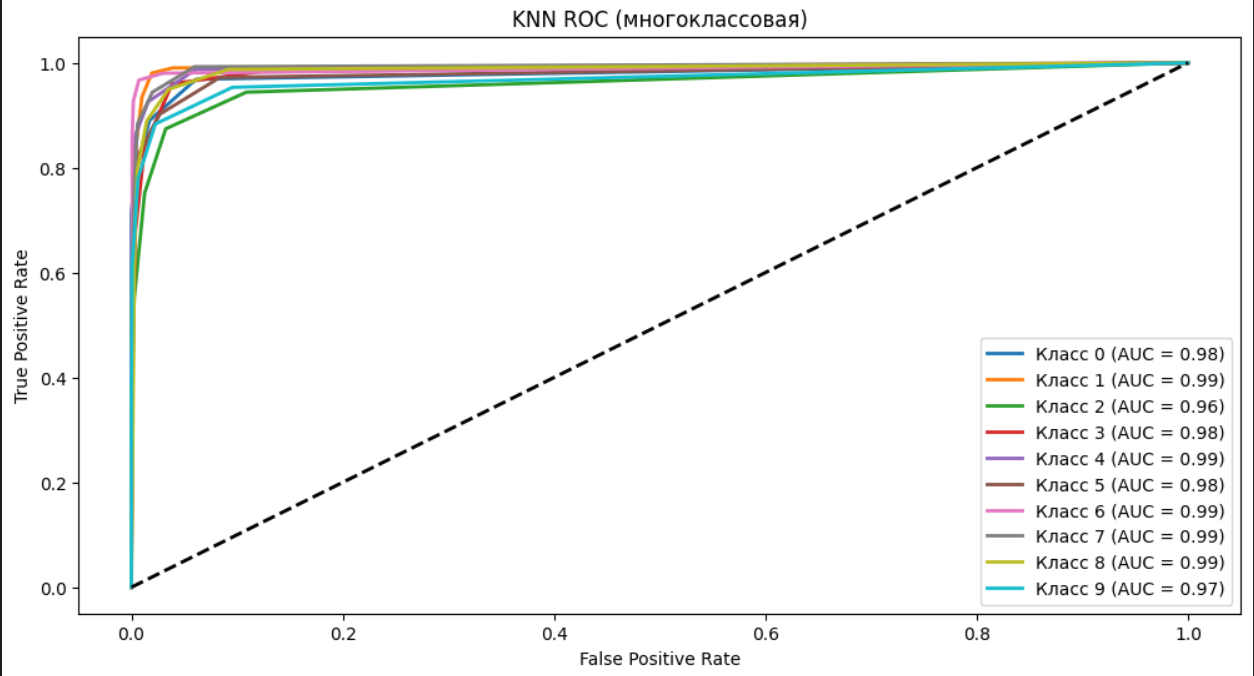 KNN ROC (многоклассовая)
True Positive Rate
1.0
0.8
0.6
0.4
0.2
0.0
0.0 0.2 0.4 0.6 0.8 1.0
False Positive Rate
Класс 0 (AUC = 0.98)
Класс 1 (AUC = 0.99)
Класс 2 (AUC = 0.96)
Класс 3 (AUC = 0.98)
Класс 4 (AUC = 0.99)
Класс 5 (AUC = 0.98)
Класс 6 (AUC = 0.99)
Класс 7 (AUC = 0.99)
Класс 8 (AUC = 0.99)
Класс 9 (AUC = 0.97)